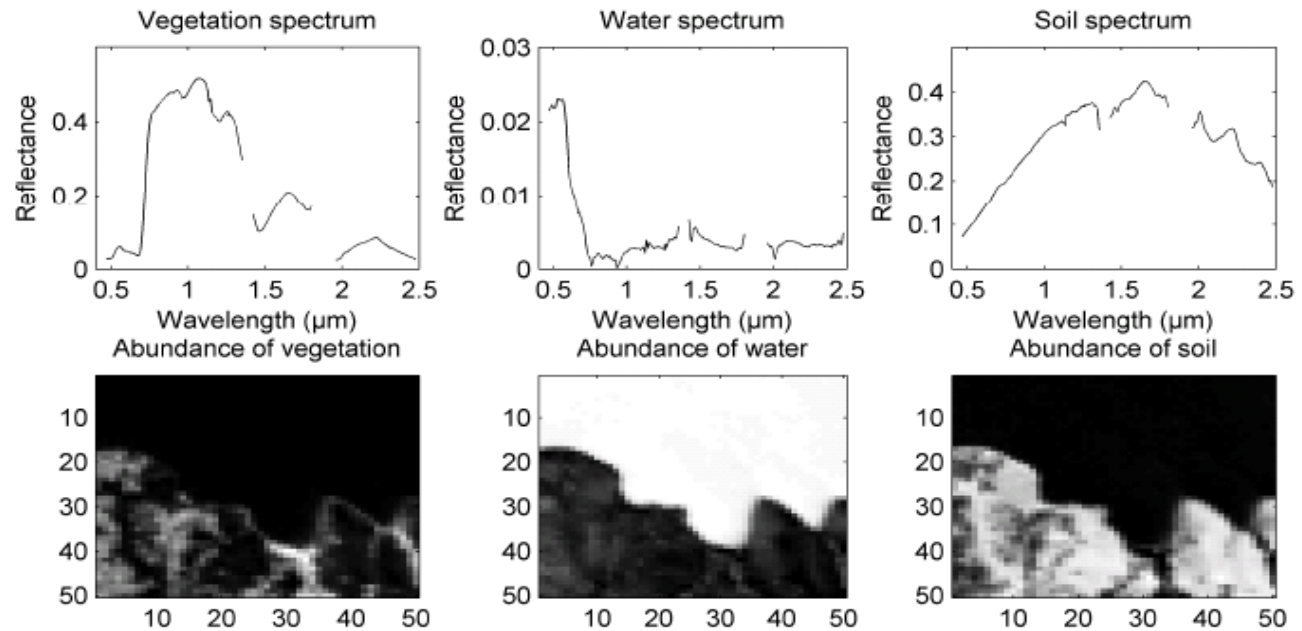 Vegetation spectrum
Water spectrum
Soil spectrum
Reflectance
0.4
0.2
0
0.5 1 1.5 2 2.5
Wavelength (µm)
Reflectance
0.03
0.02
0.01
0
0.5 1 1.5 2 2.5
Wavelength (µm)
Reflectance
0.4
0.3
0.2
0.1
0
0.5 1 1.5 2 2.5
Wavelength (µm)
Abundance of vegetation
10
20
30
40
50
10 20 30 40 50
Abundance of water
10
20
30
40
50
10 20 30 40 50
Abundance of soil
10
20
30
40
50
10 20 30 40 50